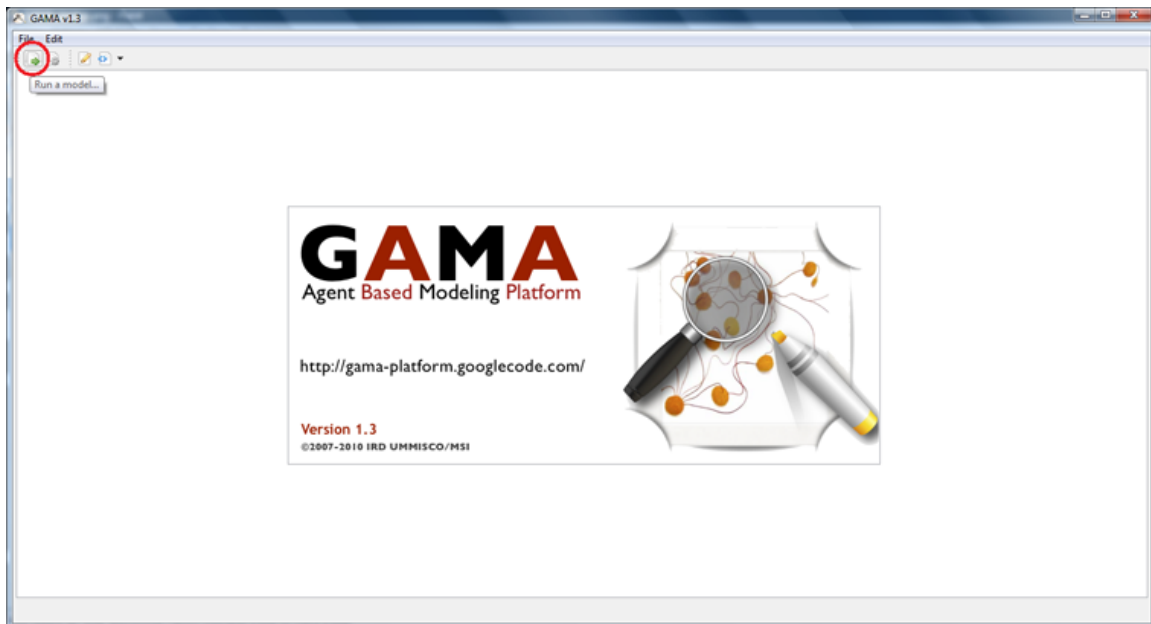 GAMA v1.3
File Edit
Run a model...
GAMA
Agent Based Modeling Platform
http://gama-platform.googlecode.com/
Version 1.3
©2007-2010 IRD UMMISCO/MSI